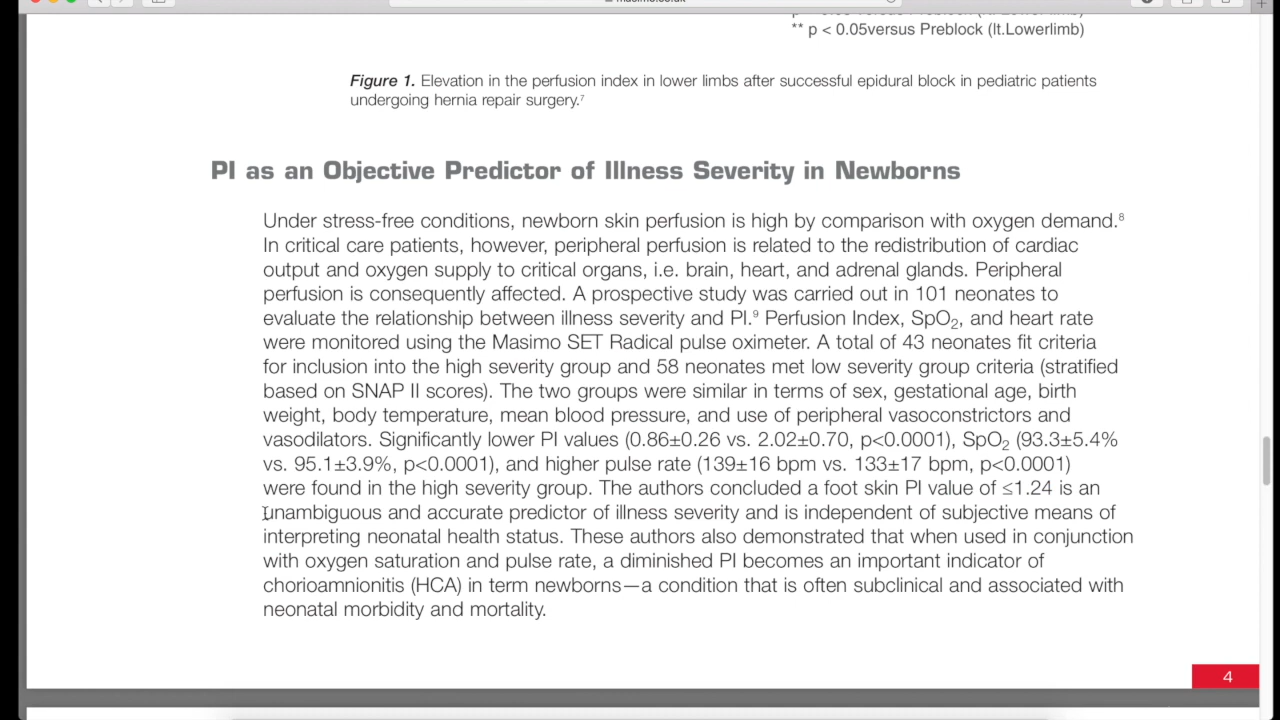 ** p < 0.05versus Preblock (lt.Lowerlimb)
Figure 1. Elevation in the perfusion index in lower limbs after successful epidural block in pediatric patients
undergoing hernia repair surgery.⁷
PI as an Objective Predictor of Illness Severity in Newborns
Under stress-free conditions, newborn skin perfusion is high by comparison with oxygen demand.⁸
In critical care patients, however, peripheral perfusion is related to the redistribution of cardiac
output and oxygen supply to critical organs, i.e. brain, heart, and adrenal glands. Peripheral
perfusion is consequently affected. A prospective study was carried out in 101 neonates to
evaluate the relationship between illness severity and PI.⁹ Perfusion Index, SpO₂, and heart rate
were monitored using the Masimo SET Radical pulse oximeter. A total of 43 neonates fit criteria
for inclusion into the high severity group and 58 neonates met low severity group criteria (stratified
based on SNAP II scores). The two groups were similar in terms of sex, gestational age, birth
weight, body temperature, mean blood pressure, and use of peripheral vasoconstrictors and
vasodilators. Significantly lower PI values (0.86±0.26 vs. 2.02±0.70, p<0.0001), SpO₂ (93.3±5.4%
vs. 95.1±3.9%, p<0.0001), and higher pulse rate (139±16 bpm vs. 133±17 bpm, p<0.0001)
were found in the high severity group. The authors concluded a foot skin PI value of ≤1.24 is an
unambiguous and accurate predictor of illness severity and is independent of subjective means of
interpreting neonatal health status. These authors also demonstrated that when used in conjunction
with oxygen saturation and pulse rate, a diminished PI becomes an important indicator of
chorioamnionitis (HCA) in term newborns—a condition that is often subclinical and associated with
neonatal morbidity and mortality.
4